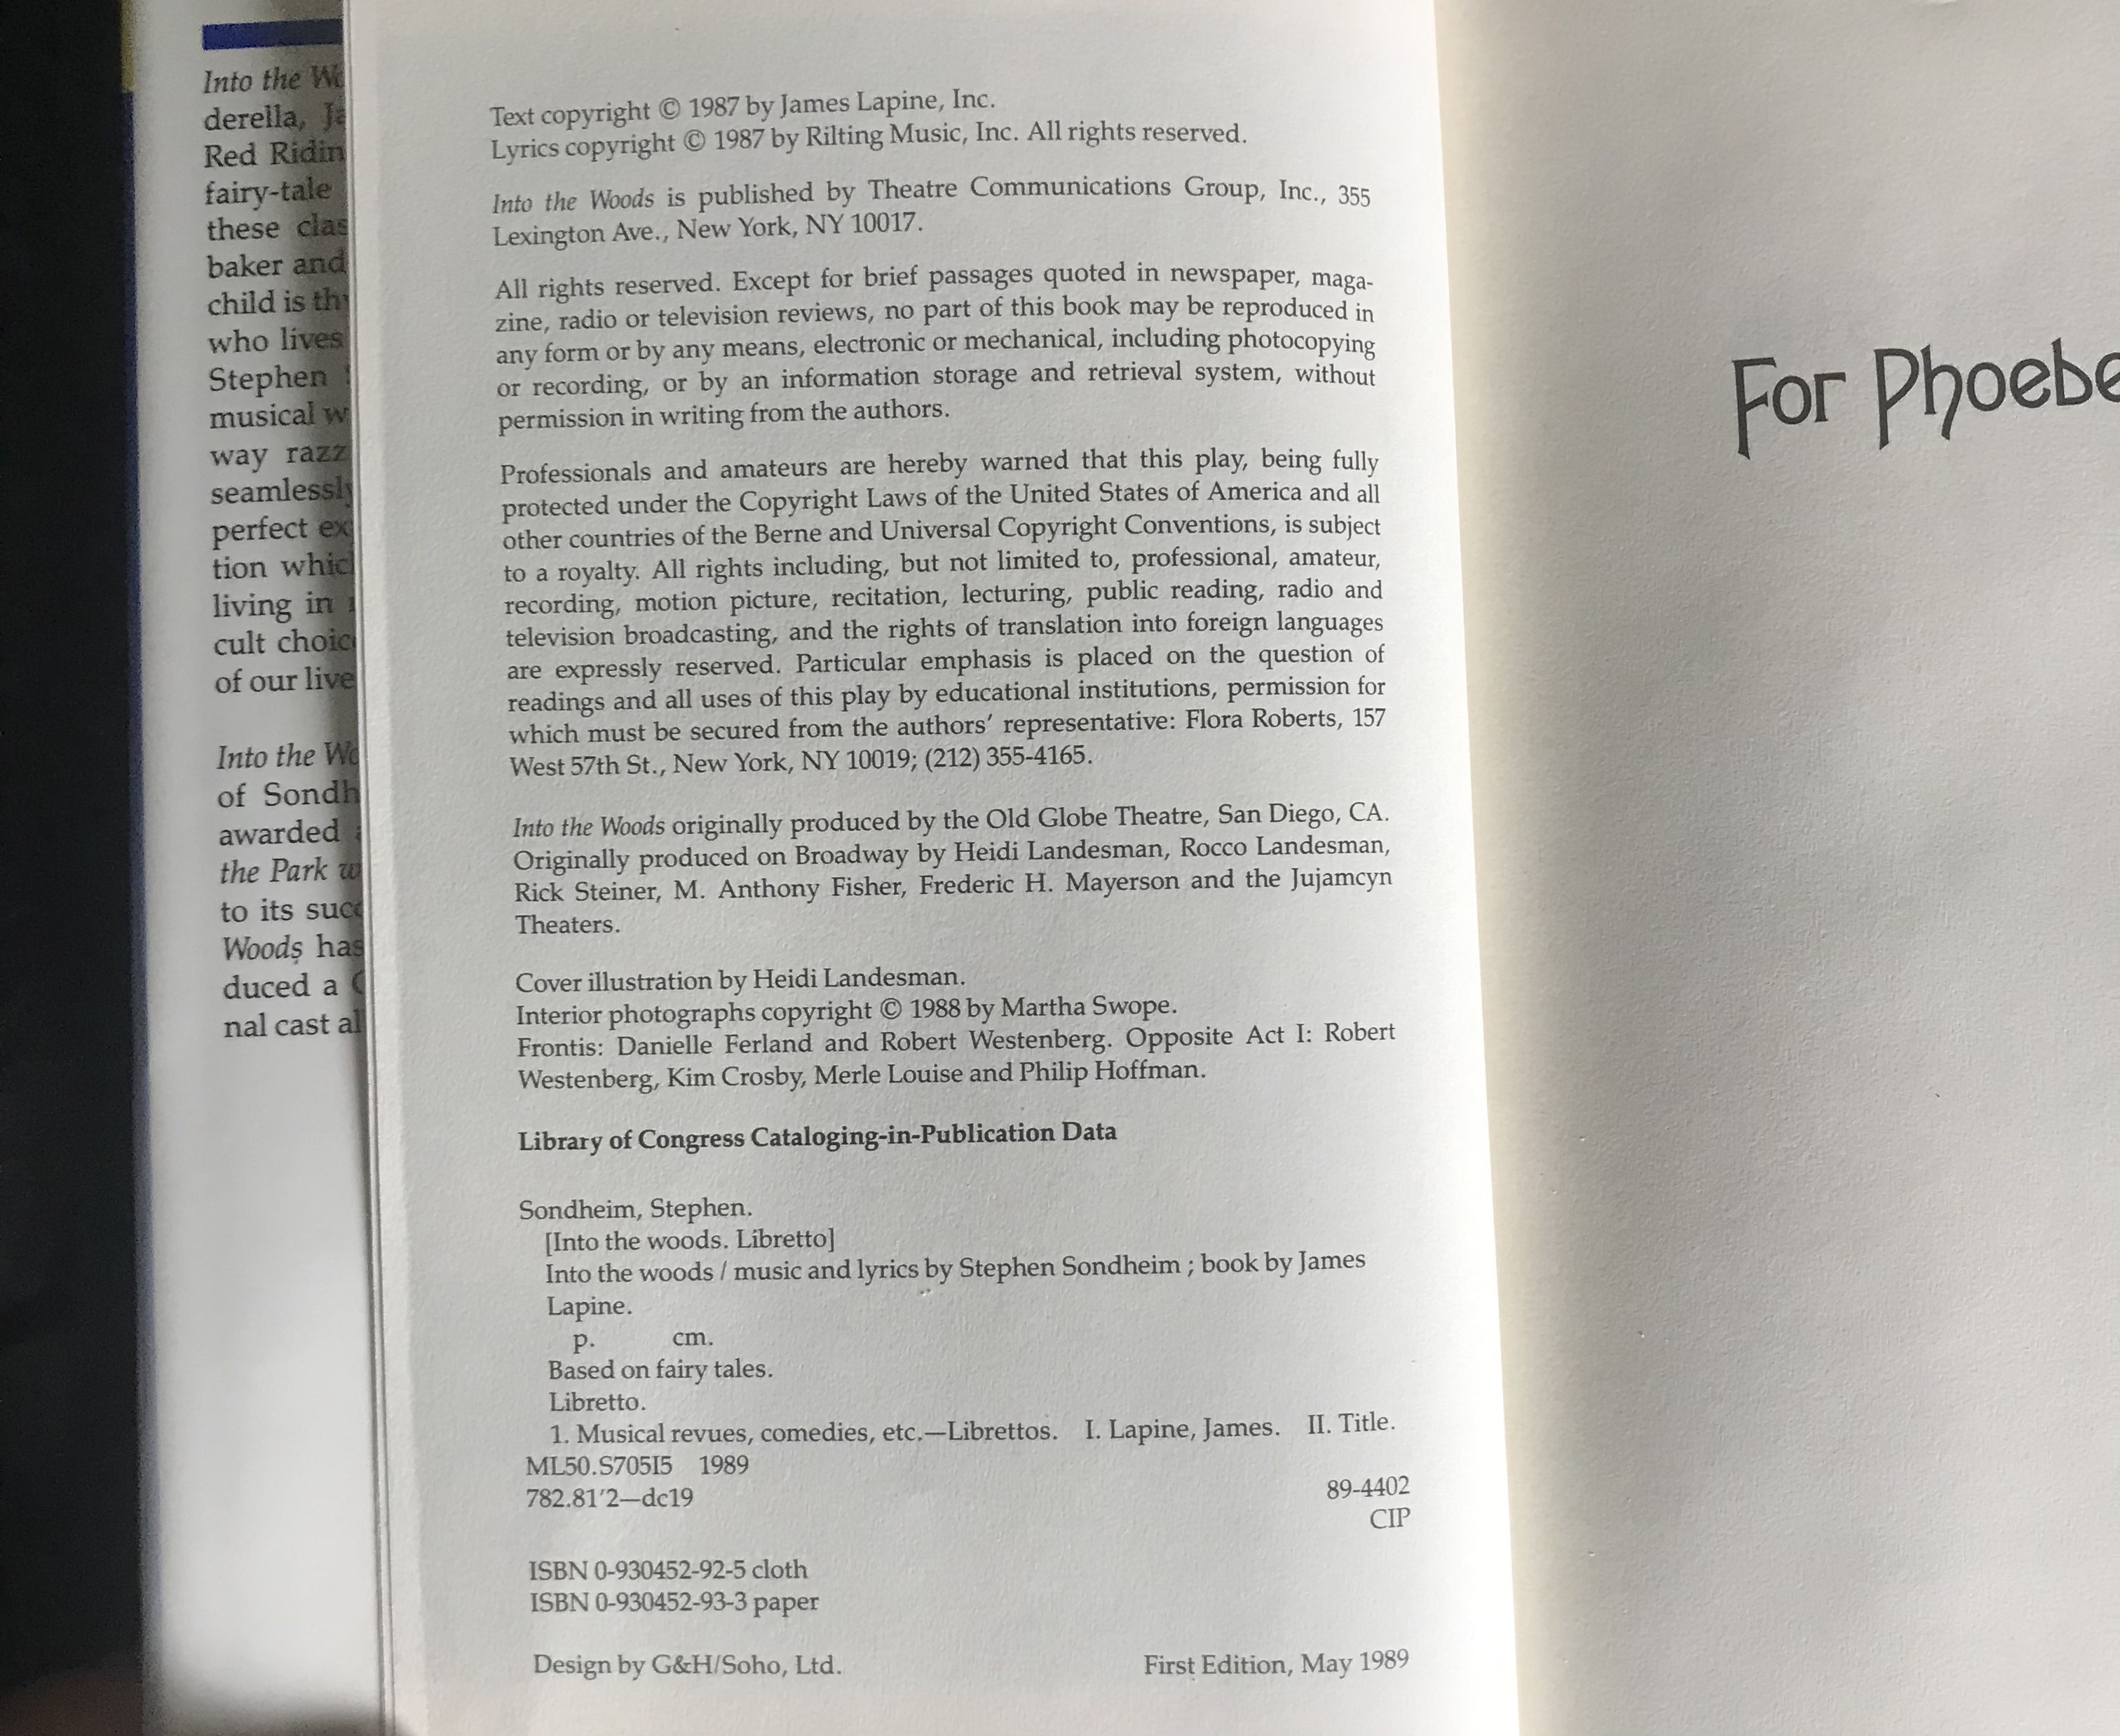 Into the
derella,
Red Ridin
fairy-tale
these clas
baker and
child is
who lives
Stephen
musical
way razz
seamlessly
perfect ex
tion which
living in
cult choic
of our live
Into the
of Sondh
awarded
the Park
to its succ
Woods has
duced a
nal cast al
Text copyright © 1987 by James Lapine, Inc.
Lyrics copyright © 1987 by Rilting Music, Inc. All rights reserved.
Into the Woods is published by Theatre Communications Group, Inc., 355
Lexington Ave., New York, NY 10017.
All rights reserved. Except for brief passages quoted in newspaper, maga-
zine, radio or television reviews, no part of this book may be reproduced in
any form or by any means, electronic or mechanical, including photocopying
or recording, or by an information storage and retrieval system, without
permission in writing from the authors.
Professionals and amateurs are hereby warned that this play, being fully
protected under the Copyright Laws of the United States of America and all
other countries of the Berne and Universal Copyright Conventions, is subject
to a royalty. All rights including, but not limited to, professional, amateur,
recording, motion picture, recitation, lecturing, public reading, radio and
television broadcasting, and the rights of translation into foreign languages
are expressly reserved. Particular emphasis is placed on the question of
readings and all uses of this play by educational institutions, permission for
which must be secured from the authors' representative: Flora Roberts, 157
West 57th St., New York, NY 10019; (212) 355-4165.
Into the Woods originally produced by the Old Globe Theatre, San Diego, CA.
Originally produced on Broadway by Heidi Landesman, Rocco Landesman,
Rick Steiner, M. Anthony Fisher, Frederic H. Mayerson and the Jujamcyn
Theaters.
Cover illustration by Heidi Landesman.
Interior photographs copyright © 1988 by Martha Swope.
Frontis: Danielle Ferland and Robert Westenberg. Opposite Act I: Robert
Westenberg, Kim Crosby, Merle Louise and Philip Hoffman.
Library of Congress Cataloging-in-Publication Data
Sondheim, Stephen.
[Into the woods. Libretto]
Into the woods / music and lyrics by Stephen Sondheim ; book by James
Lapine.
p. cm.
Based on fairy tales.
Libretto.
1. Musical revues, comedies, etc.—Librettos. I. Lapine, James. II. Title.
ML50.S705I5 1989
782.81'2—dc19 89-4402
CIP
ISBN 0-930452-92-5 cloth
ISBN 0-930452-93-3 paper
Design by G&H/Soho, Ltd. First Edition, May 1989
For Phoebe